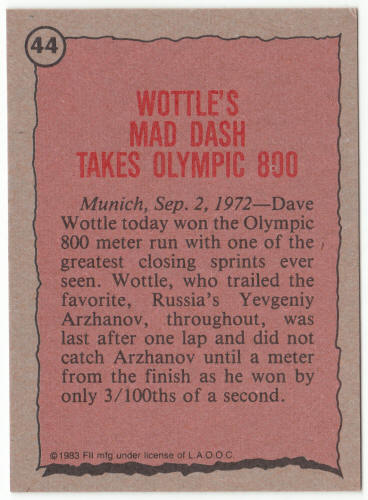 44
WOTTLE'S
MAD DASH
TAKES OLYMPIC 800
Munich, Sep. 2, 1972—Dave
Wottle today won the Olympic
800 meter run with one of the
greatest closing sprints ever
seen. Wottle, who trailed the
favorite, Russia's Yevgeniy
Arzhanov, throughout, was
last after one lap and did not
catch Arzhanov until a meter
from the finish as he won by
only 3/100ths of a second.
©1983 FII mfg under license of L.A.O.O.C.